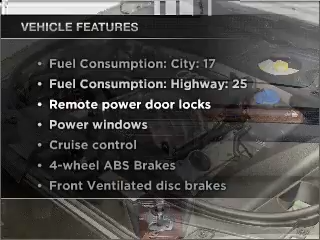 VEHICLE FEATURES
• Fuel Consumption: City: 17
• Fuel Consumption: Highway: 25
• Remote power door locks
• Power windows
• Cruise control
• 4-wheel ABS Brakes
• Front Ventilated disc brakes